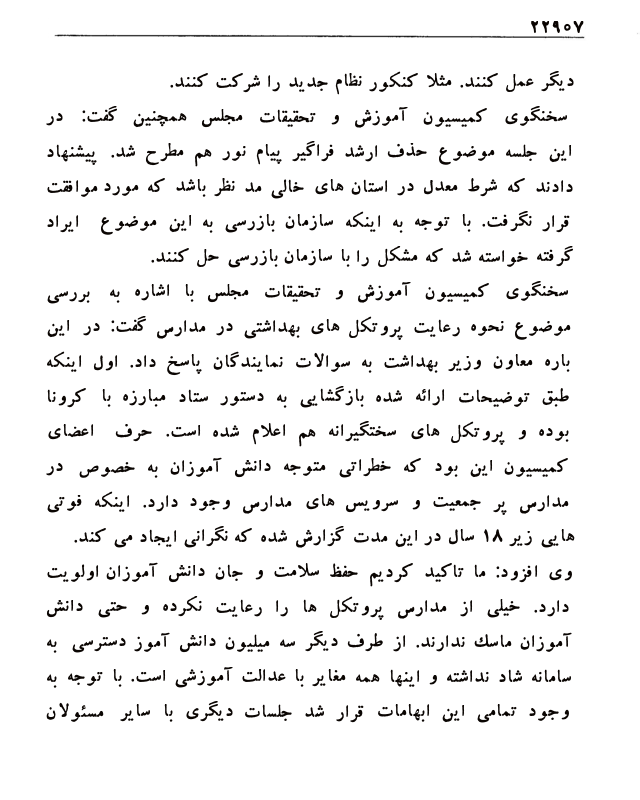 ۲۲۹۰۷
دیگر عمل کنند. مثلا کنکور نظام جدید را شرکت کنند.
سخنگوی کمیسیون آموزش و تحقیقات مجلس همچنین گفت: در
این جلسه موضوع حذف ارشد فراگیر پیام نور هم مطرح شد. پیشنهاد
دادند که شرط معدل در استان های خالی مد نظر باشد که مورد موافقت
قرار نگرفت. با توجه به اینکه سازمان بازرسی به این موضوع ایراد
گرفته خواسته شد که مشکل را با سازمان بازرسی حل کنند.
سخنگوی کمیسیون آموزش و تحقیقات مجلس با اشاره به بررسی
موضوع نحوه رعایت پروتکل های بهداشتی در مدارس گفت: در این
باره معاون وزیر بهداشت به سوالات نمایندگان پاسخ داد. اول اینکه
طبق توضیحات ارائه شده بازگشایی به دستور ستاد مبارزه با کرونا
بوده و پروتکل های سختگیرانه هم اعلام شده است. حرف اعضای
کمیسیون این بود که خطراتی متوجه دانش آموزان به خصوص در
مدارس پر جمعیت و سرویس های مدارس وجود دارد. اینکه فوتی
هایی زیر ۱۸ سال در این مدت گزارش شده که نگرانی ایجاد می کند.
وی افزود: ما تاکید کردیم حفظ سلامت و جان دانش آموزان اولویت
دارد. خیلی از مدارس پروتکل ها را رعایت نکرده و حتی دانش
آموزان ماسك ندارند. از طرف دیگر سه میلیون دانش آموز دسترسی به
سامانه شاد نداشته و اینها همه مغایر با عدالت آموزشی است. با توجه به
وجود تمامی این ابهامات قرار شد جلسات دیگری با سایر مسئولان